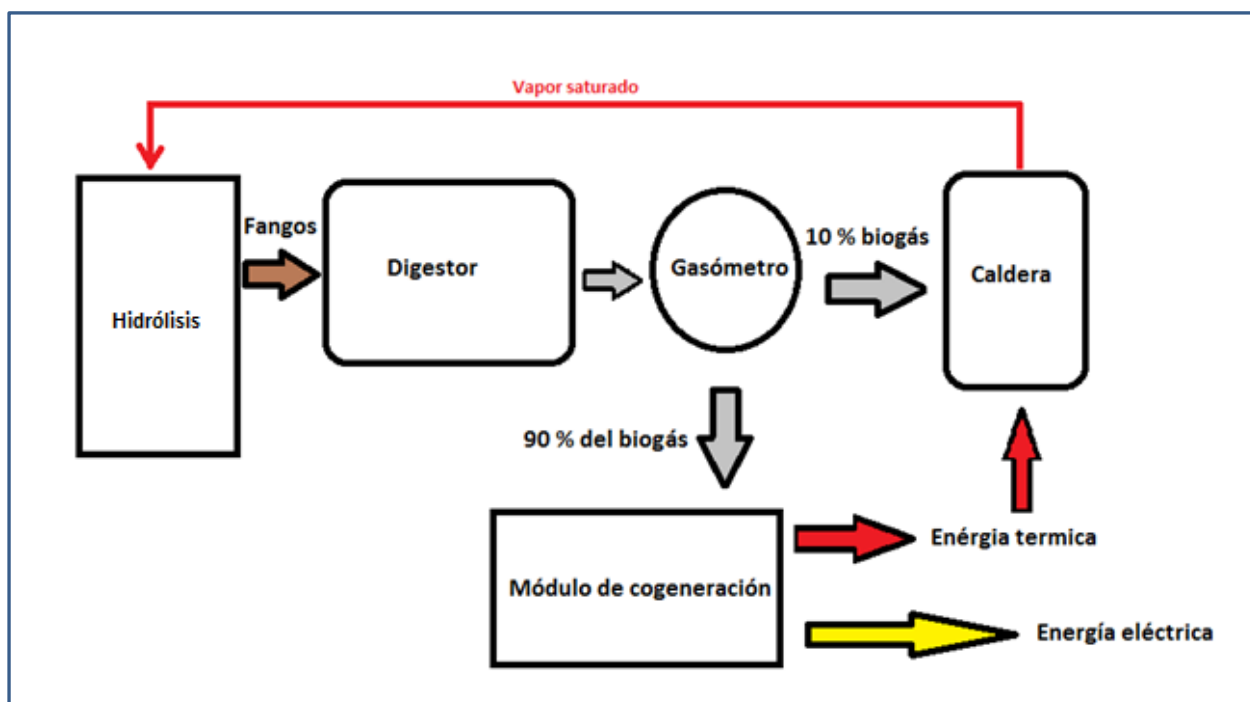 Vapor saturado
Fangos
10 % biogás
Digestor
Gasómetro
Caldera
Hidrólisis
90 % del biogás
Enérgia termica
Módulo de cogeneración
Energía eléctrica